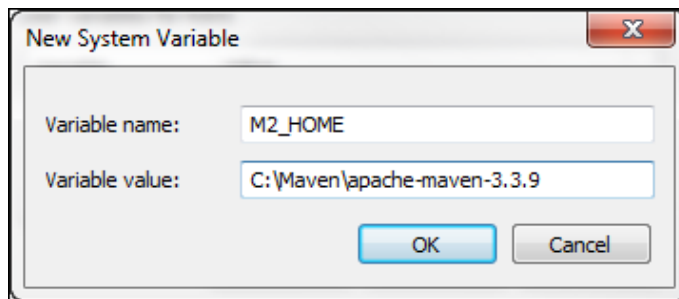 New System Variable
Variable name: M2_HOME
Variable value: C:\Maven\apache-maven-3.3.9
OK Cancel